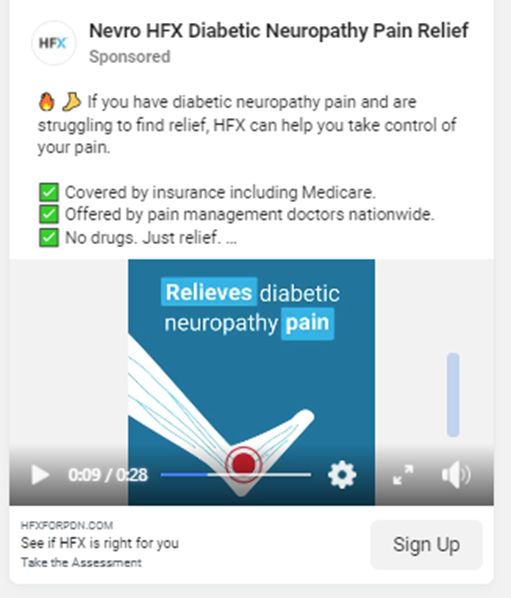 HFX
Nevro HFX Diabetic Neuropathy Pain Relief
Sponsored
🔥 🦶 If you have diabetic neuropathy pain and are
struggling to find relief, HFX can help you take control of
your pain.
✅ Covered by insurance including Medicare.
✅ Offered by pain management doctors nationwide.
✅ No drugs. Just relief. ...
Relieves diabetic
neuropathy pain
0:09 / 0:28
HFXFORPDN.COM
See if HFX is right for you
Take the Assessment
Sign Up